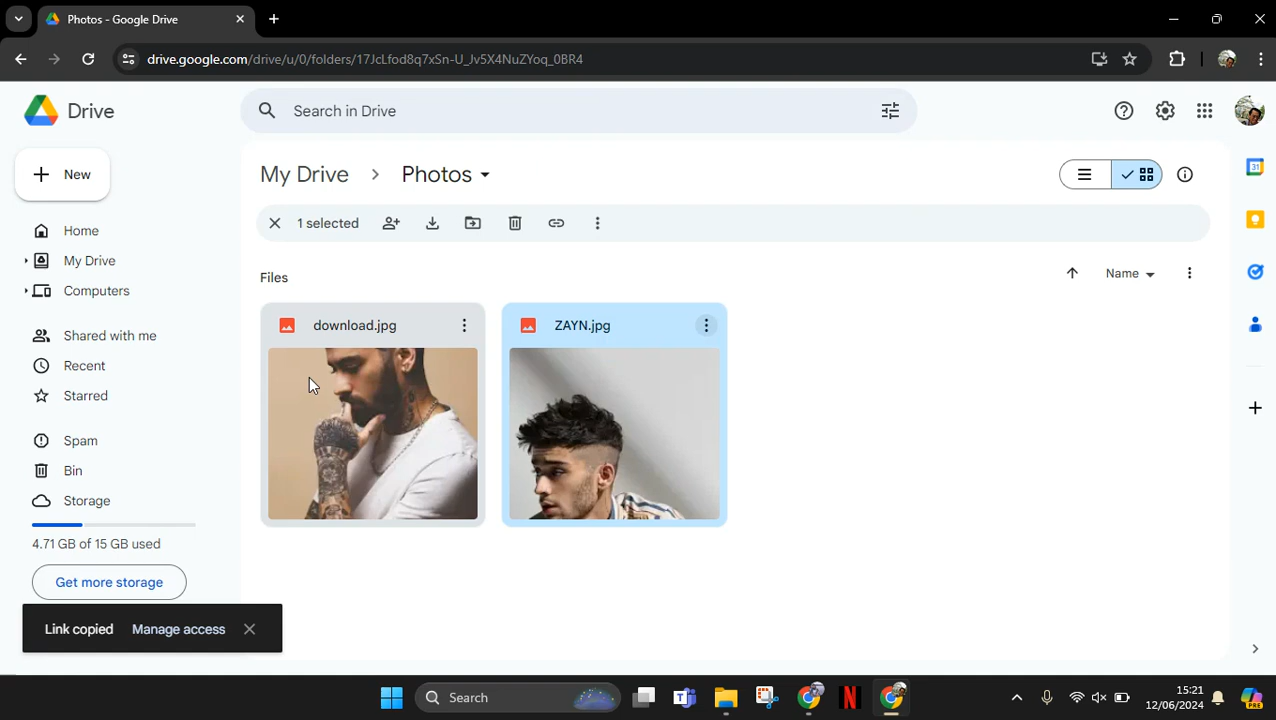 Photos - Google Drive
drive.google.com/drive/u/0/folders/17JcLfod8q7xSn-U_Jv5X4NuZYoq_0BR4
Drive
Search in Drive
New
My Drive
Photos
31
1 selected
Home
My Drive
Computers
Files
Name
Shared with me
download.jpg
ZAYN.jpg
Recent
Starred
Spam
Bin
Storage
4.71 GB of 15 GB used
Get more storage
Link copied
Manage access
Search
15:21
12/06/2024
PRE